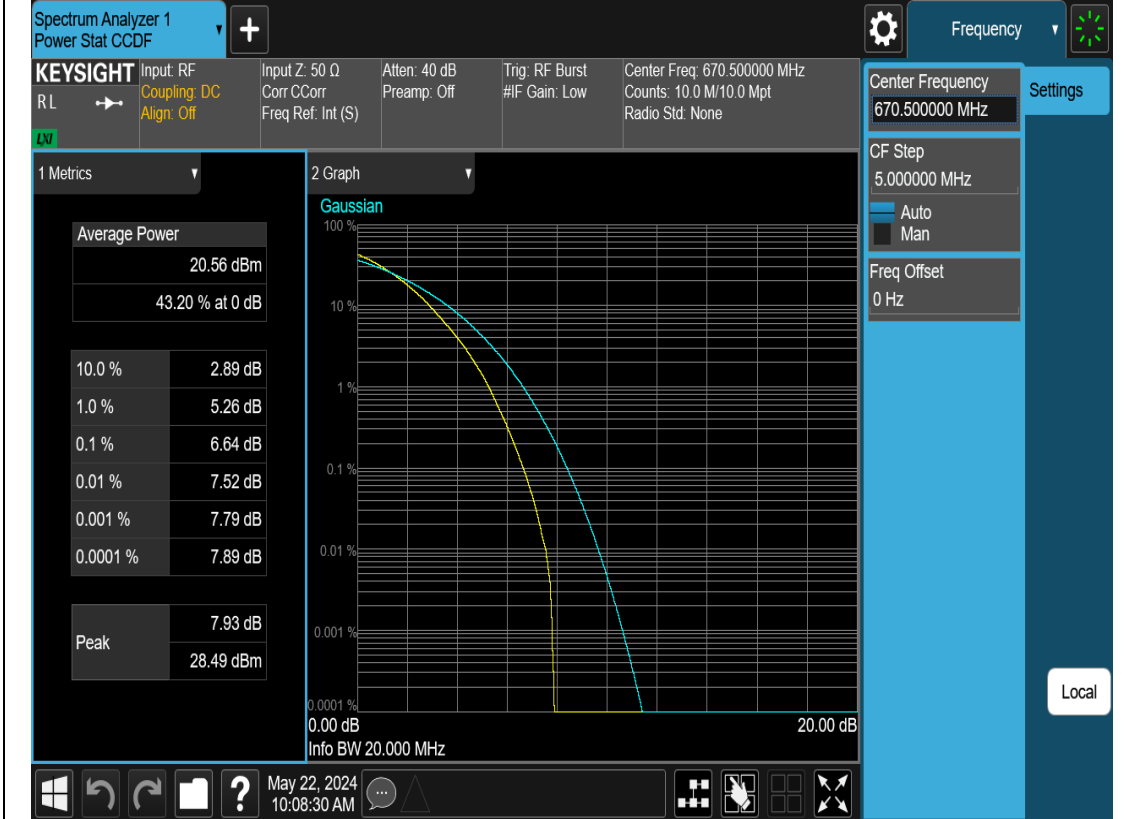 Spectrum Analyzer 1
Power Stat CCDF
+
Frequency
KEYSIGHT
RL
LXI
Input: RF
Coupling: DC
Align: Off
Input Z: 50 Ω
Corr CCorr
Freq Ref: Int (S)
Atten: 40 dB
Preamp: Off
Trig: RF Burst
#IF Gain: Low
Center Freq: 670.500000 MHz
Counts: 10.0 M/10.0 Mpt
Radio Std: None
1 Metrics
Average Power
20.56 dBm
43.20 % at 0 dB
10.0 % 2.89 dB
1.0 % 5.26 dB
0.1 % 6.64 dB
0.01 % 7.52 dB
0.001 % 7.79 dB
0.0001 % 7.89 dB
Peak
7.93 dB
28.49 dBm
2 Graph
Gaussian
100 %
10 %
1 %
0.1 %
0.01 %
0.001 %
0.0001 %
0.00 dB 20.00 dB
Info BW 20.000 MHz
Center Frequency
670.500000 MHz
CF Step
5.000000 MHz
Auto
Man
Freq Offset
0 Hz
Settings
Local
?
May 22, 2024
10:08:30 AM